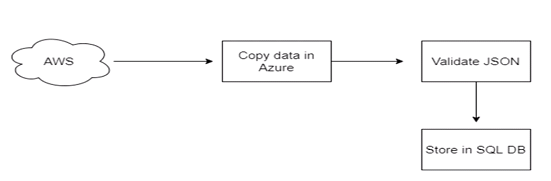 AWS
Copy data in
Azure
Validate JSON
Store in SQL DB